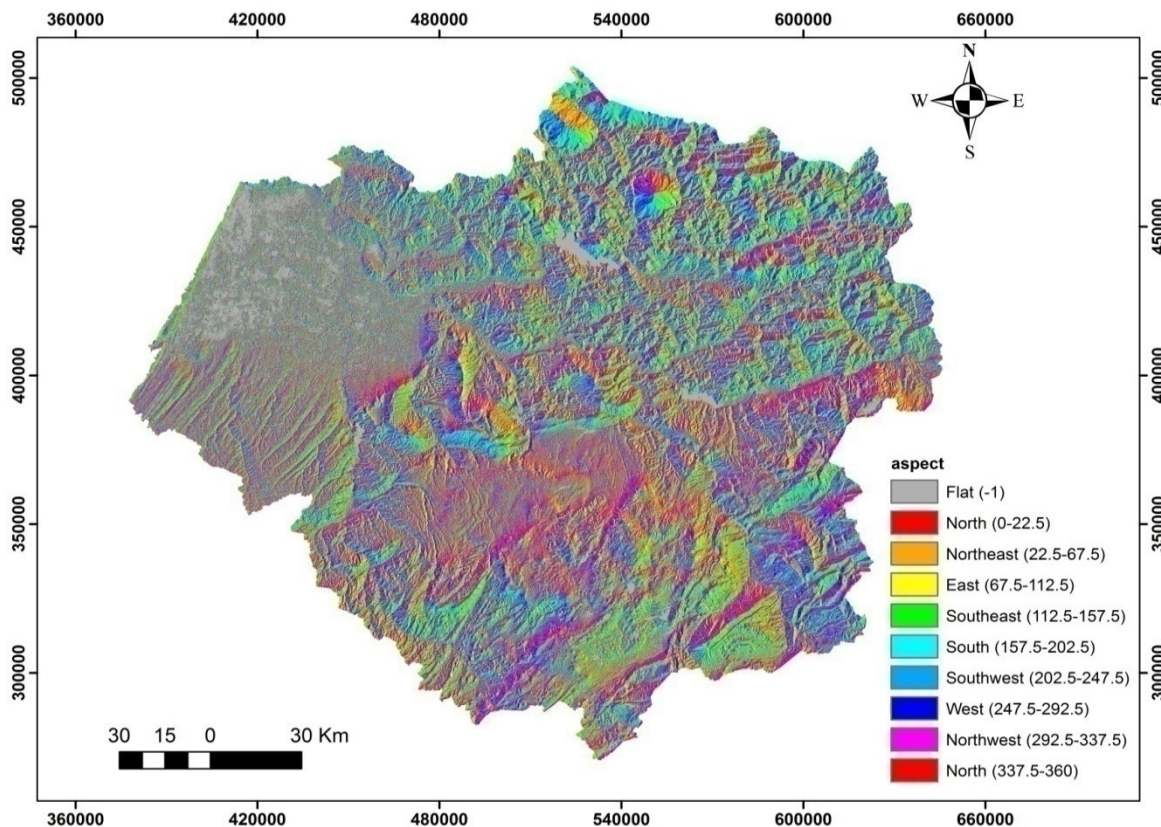 360000 420000 480000 540000 600000 660000
500000 500000
450000 450000
400000 400000
350000 350000
300000 300000
N
W E
S
aspect
Flat (-1)
North (0-22.5)
Northeast (22.5-67.5)
East (67.5-112.5)
Southeast (112.5-157.5)
South (157.5-202.5)
Southwest (202.5-247.5)
West (247.5-292.5)
Northwest (292.5-337.5)
North (337.5-360)
30 15 0 30 Km
360000 420000 480000 540000 600000 660000